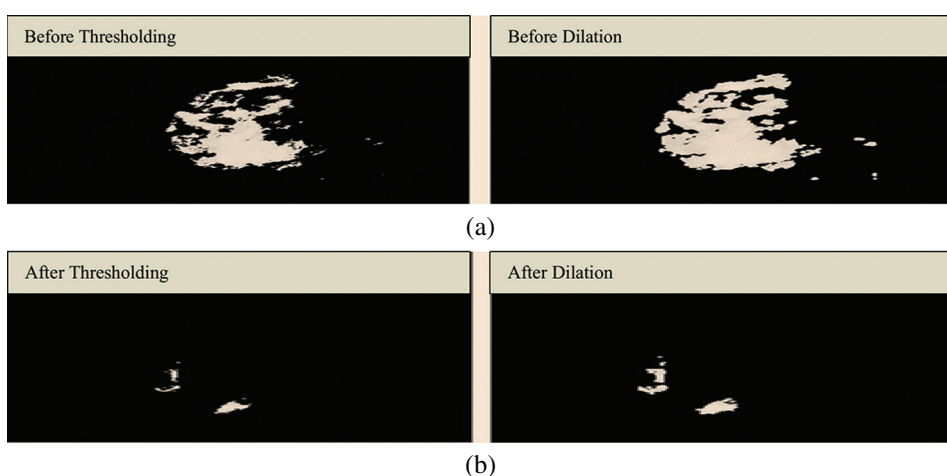 Before Thresholding
Before Dilation
(a)
After Thresholding
After Dilation
(b)